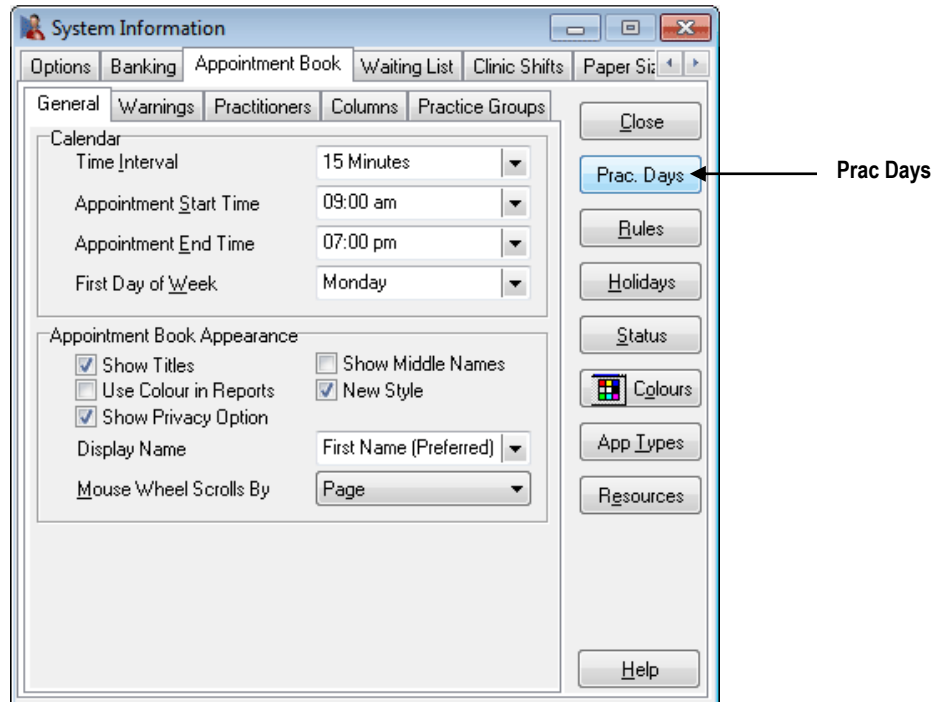 System Information
Options Banking Appointment Book Waiting List Clinic Shifts Paper Siz
General Warnings Practitioners Columns Practice Groups
Close
Calendar
Time Interval 15 Minutes
Prac. Days
Prac Days
Appointment Start Time 09:00 am
Rules
Appointment End Time 07:00 pm
First Day of Week Monday
Holidays
Appointment Book Appearance
Status
Show Titles Show Middle Names
Use Colour in Reports New Style
Colours
Show Privacy Option
Display Name First Name (Preferred)
App Types
Mouse Wheel Scrolls By Page
Resources
Help